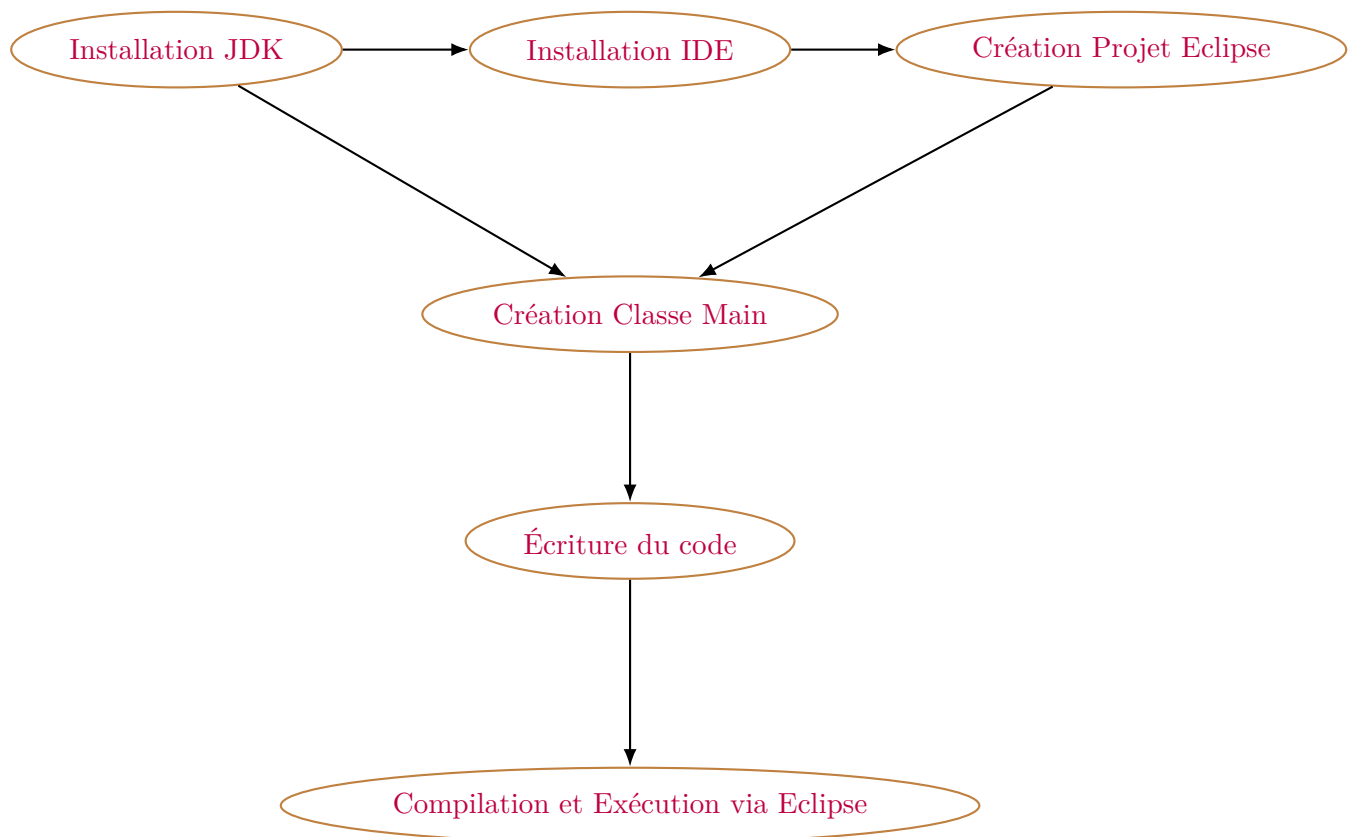 Installation JDK
Installation IDE
Création Projet Eclipse
Création Classe Main
Écriture du code
Compilation et Exécution via Eclipse